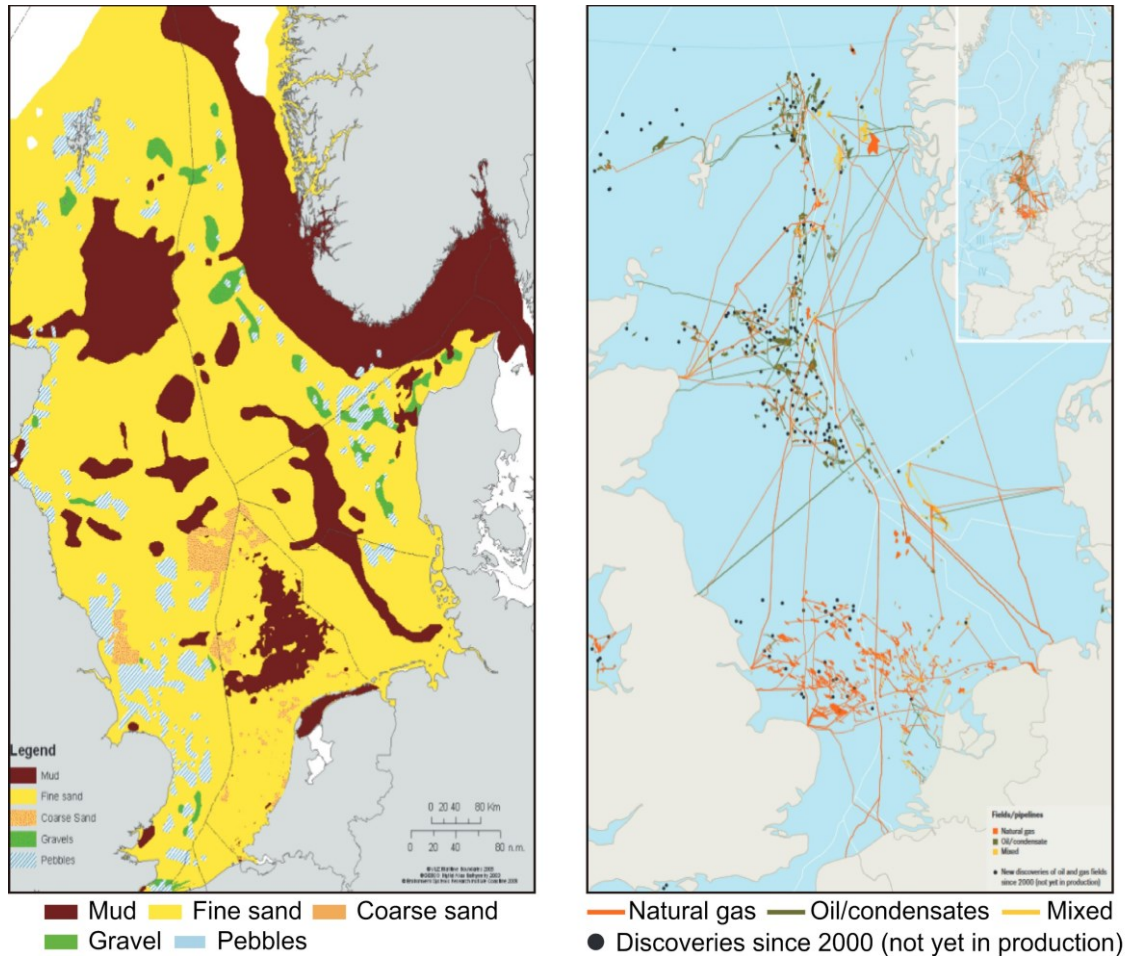 Legend
Mud
Fine sand
Coarse Sand
Gravels
Pebbles
0 20 40 80 Km
0 40 80 n.m.
Mud Fine sand Coarse sand
Gravel Pebbles
Fields/pipelines
Natural gas
Oil/condensate
Mixed
New discoveries of oil and gas fields
since 2000 (not yet in production)
Natural gas Oil/condensates Mixed
Discoveries since 2000 (not yet in production)